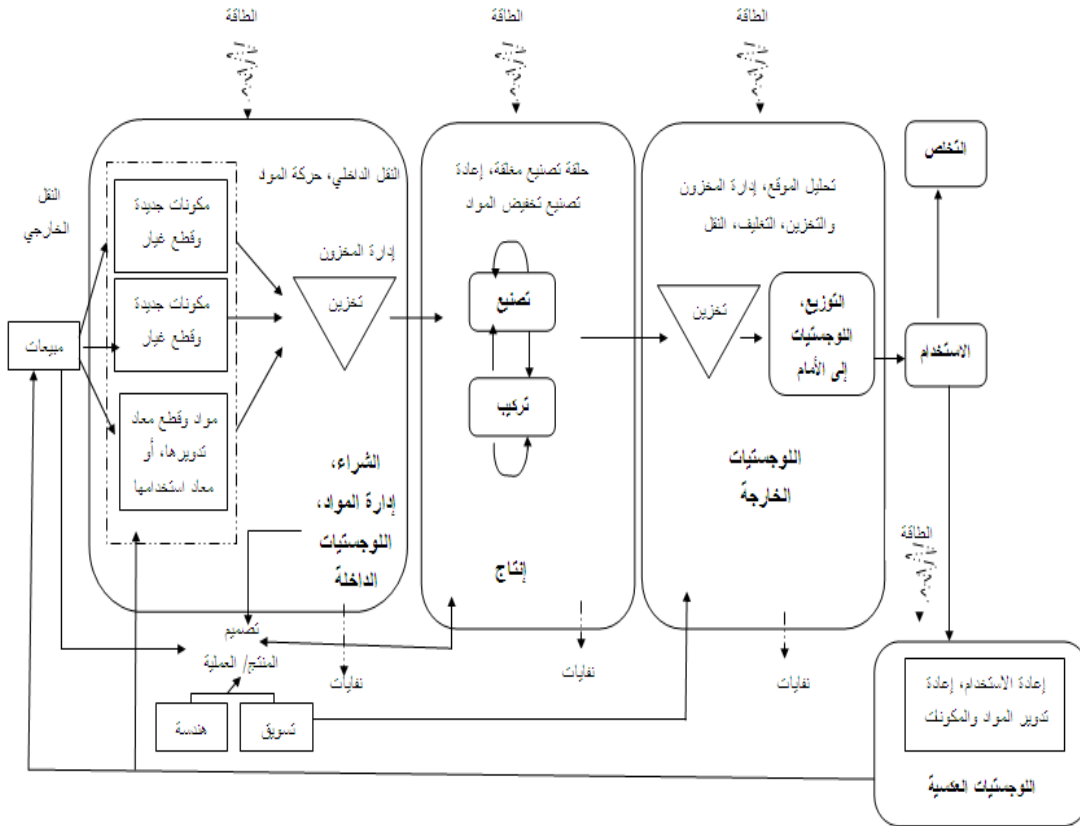 الطاقة
الطاقة
الطاقة
النقل
الخارجي
مبيعات
مكونات جديدة
وقطع غيار
مكونات جديدة
وقطع غيار
مواد وقطع معاد
تدويرها، أو
معاد استخدامها
النقل الداخلي، حركة المواد
إدارة المخزون
تخزين
الشراء،
إدارة المواد،
اللوجستيات
الداخلة
حلقة تصنيع مغلقة، إعادة
تصنيع تخفيض المواد
تصنيع
تركيب
إنتاج
تحليل الموقع، إدارة المخزون
والتخزين، التغليف، النقل
تخزين
التوزيع،
اللوجستيات
إلى الأمام
اللوجستيات
الخارجة
التخلص
الاستخدام
الطاقة
تصميم
المنتج/ العملية
هندسة
تسويق
نفايات
نفايات
نفايات
إعادة الاستخدام، إعادة
تدوير المواد والمكونك
اللوجستيات العكسية